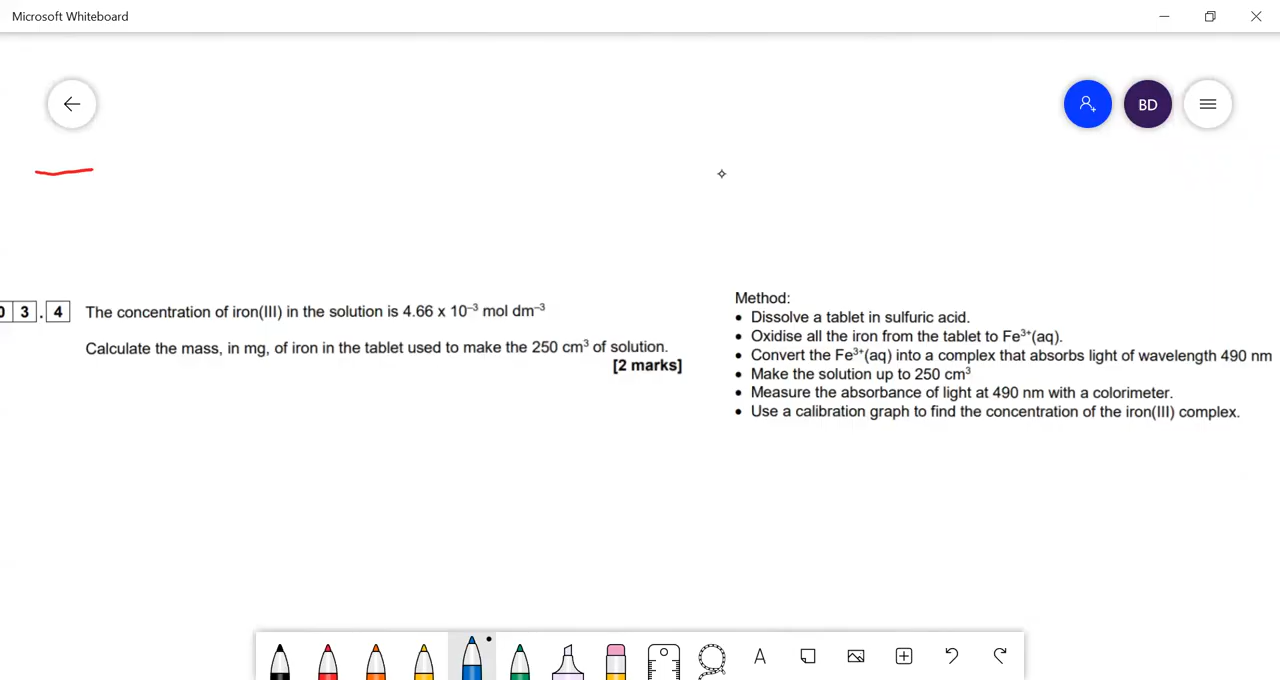 Microsoft Whiteboard
BD
0 3 . 4 The concentration of iron(III) in the solution is 4.66 x 10⁻³ mol dm⁻³
Calculate the mass, in mg, of iron in the tablet used to make the 250 cm³ of solution.
[2 marks]
Method:
• Dissolve a tablet in sulfuric acid.
• Oxidise all the iron from the tablet to Fe³⁺(aq).
• Convert the Fe³⁺(aq) into a complex that absorbs light of wavelength 490 nm
• Make the solution up to 250 cm³
• Measure the absorbance of light at 490 nm with a colorimeter.
• Use a calibration graph to find the concentration of the iron(III) complex.
A